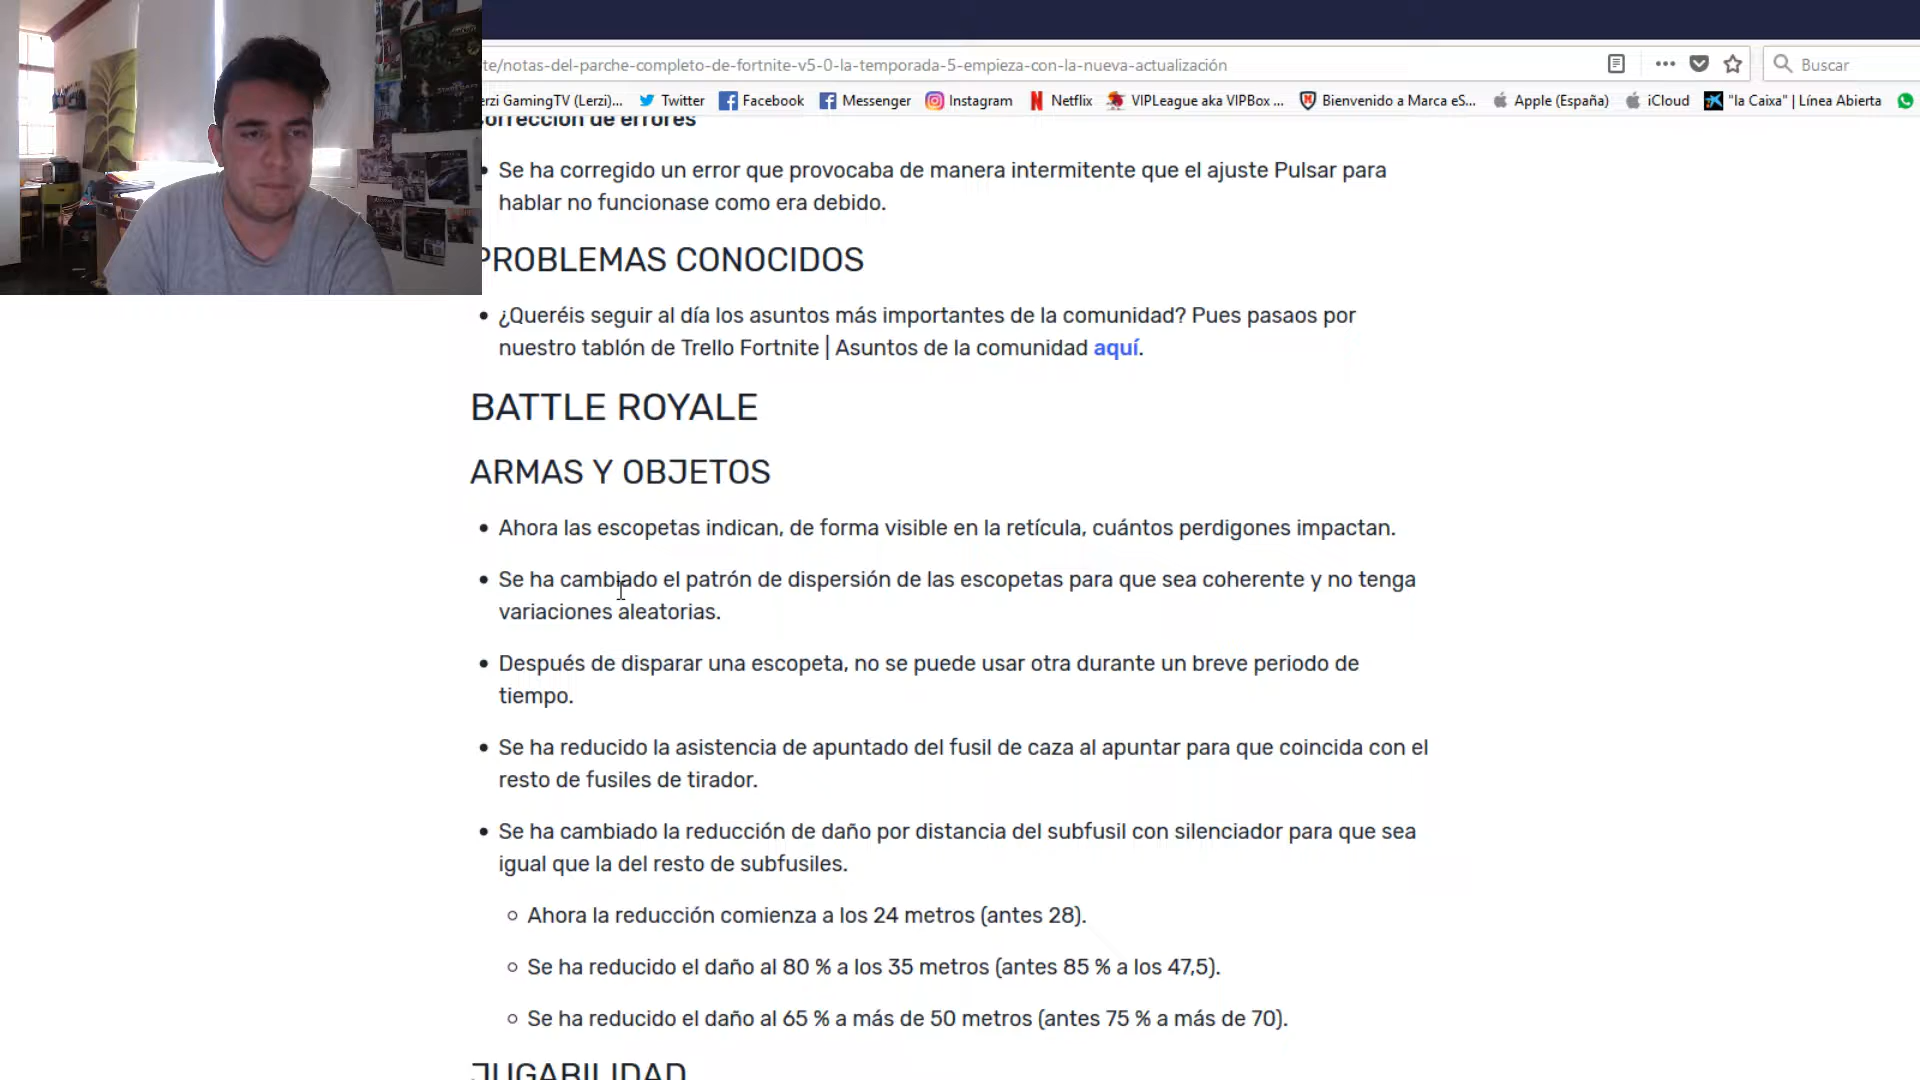 te/notas-del-parche-completo-de-fortnite-v5-0-la-temporada-5-empieza-con-la-nueva-actualización
Buscar
erzi GamingTV (Lerzi)... Twitter Facebook Messenger Instagram Netflix VIPLeague aka VIPBox ... Bienvenido a Marca eS... Apple (España) iCloud "la Caixa" | Línea Abierta
orrección de errores
• Se ha corregido un error que provocaba de manera intermitente que el ajuste Pulsar para
hablar no funcionase como era debido.
PROBLEMAS CONOCIDOS
• ¿Queréis seguir al día los asuntos más importantes de la comunidad? Pues pasaos por
nuestro tablón de Trello Fortnite | Asuntos de la comunidad aquí.
BATTLE ROYALE
ARMAS Y OBJETOS
• Ahora las escopetas indican, de forma visible en la retícula, cuántos perdigones impactan.
• Se ha cambiado el patrón de dispersión de las escopetas para que sea coherente y no tenga
variaciones aleatorias.
• Después de disparar una escopeta, no se puede usar otra durante un breve periodo de
tiempo.
• Se ha reducido la asistencia de apuntado del fusil de caza al apuntar para que coincida con el
resto de fusiles de tirador.
• Se ha cambiado la reducción de daño por distancia del subfusil con silenciador para que sea
igual que la del resto de subfusiles.
○ Ahora la reducción comienza a los 24 metros (antes 28).
○ Se ha reducido el daño al 80 % a los 35 metros (antes 85 % a los 47,5).
○ Se ha reducido el daño al 65 % a más de 50 metros (antes 75 % a más de 70).
JUGABILIDAD